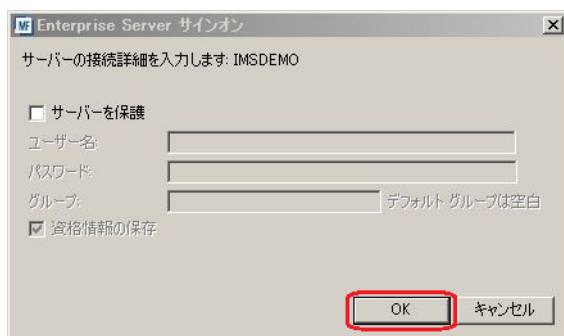 MF Enterprise Server サインオン
サーバーの接続詳細を入力します: IMSDEMO
サーバーを保護
ユーザー名:
パスワード:
グループ: デフォルト グループは空白
資格情報の保存
OK キャンセル